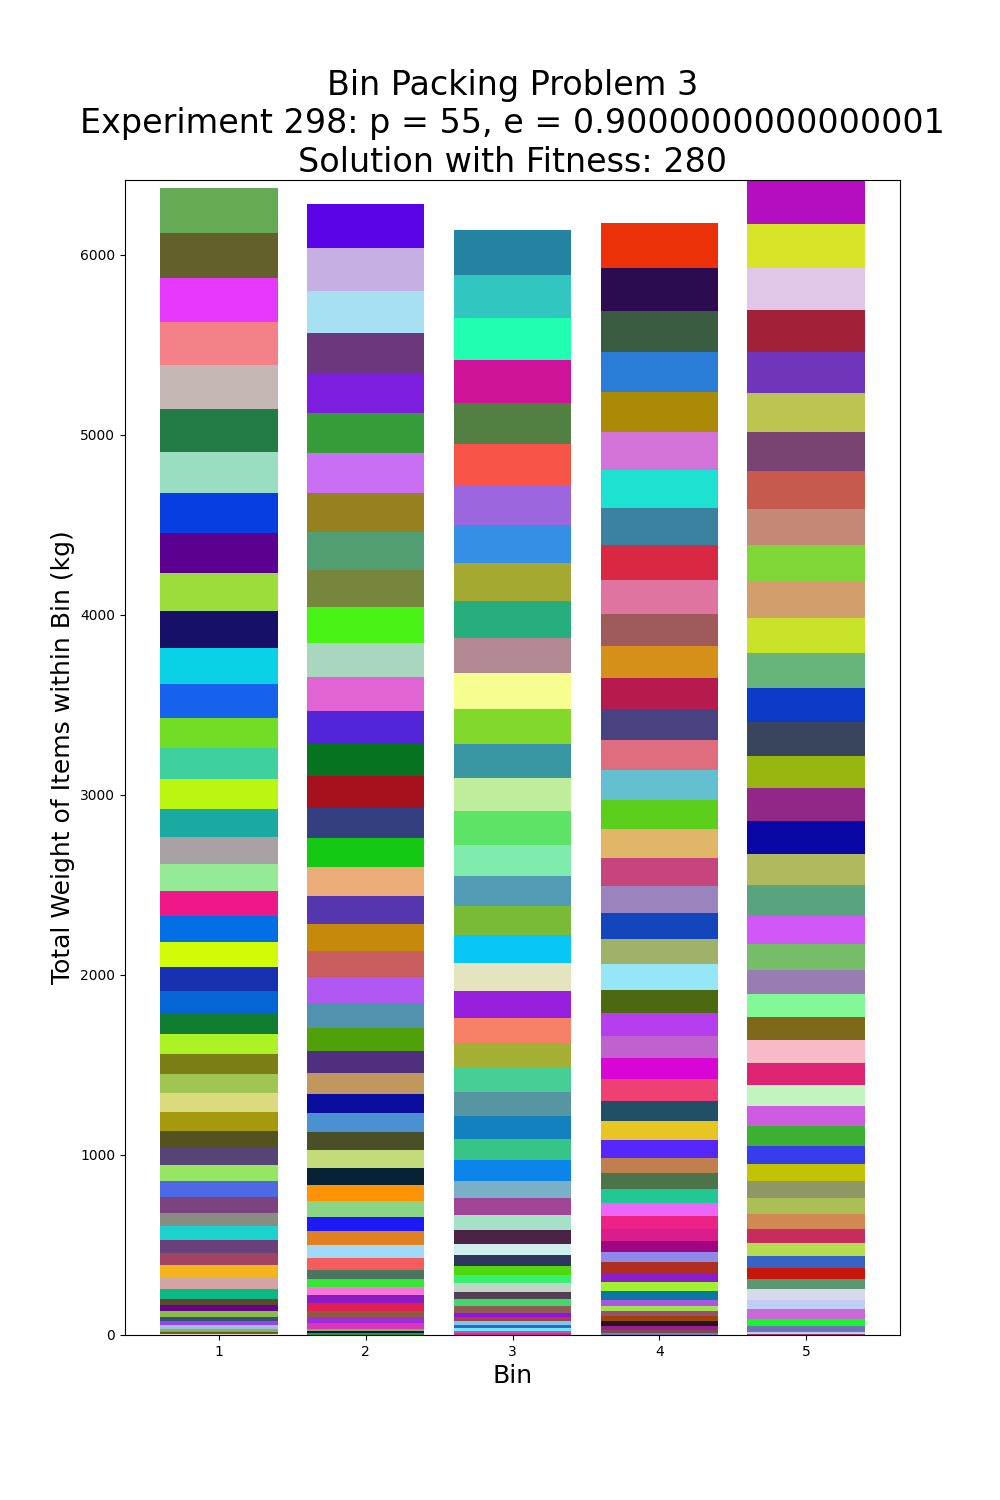 Bin Packing Problem 3
Experiment 298: p = 55, e = 0.9000000000000001
Solution with Fitness: 280
6000
5000
4000
3000
2000
1000
0
Total Weight of Items within Bin (kg)
1 2 3 4 5
Bin